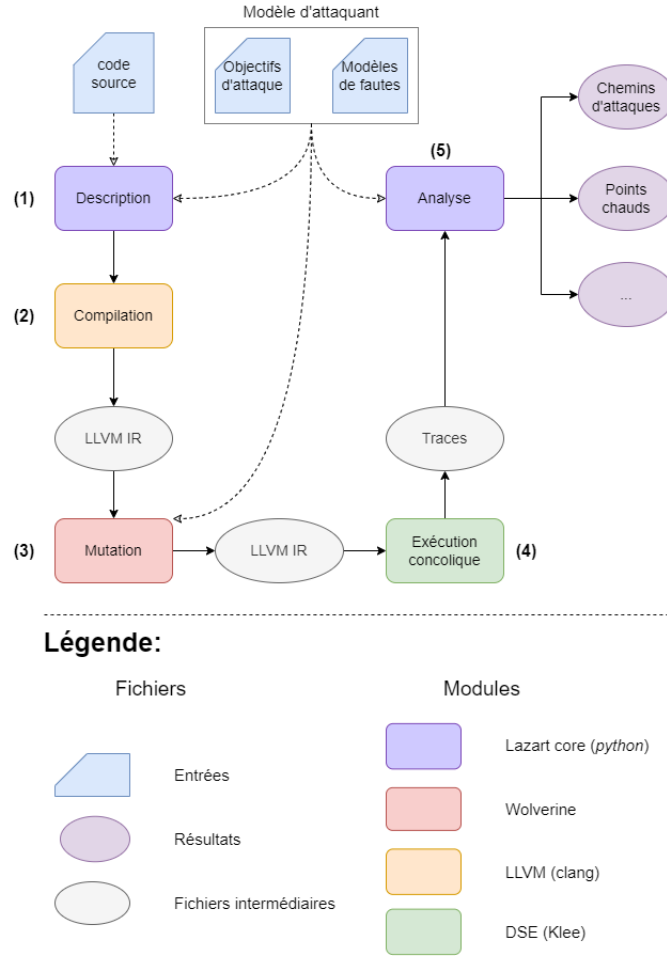 Modèle d'attaquant
code
source
Objectifs
d'attaque
Modèles
de fautes
Chemins
d'attaques
(5)
(1)
Description
Analyse
Points
chauds
(2)
Compilation
...
LLVM IR
Traces
(3)
Mutation
LLVM IR
Exécution
concolique
(4)
Légende:
Fichiers
Modules
Entrées
Résultats
Fichiers intermédiaires
Lazart core (python)
Wolverine
LLVM (clang)
DSE (Klee)